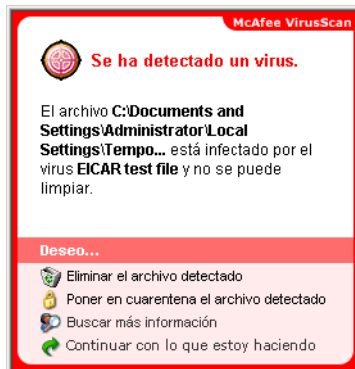 McAfee VirusScan
Se ha detectado un virus.
El archivo C:\Documents and
Settings\Administrator\Local
Settings\Tempo... está infectado por el
virus EICAR test file y no se puede
limpiar.
Deseo...
Eliminar el archivo detectado
Poner en cuarentena el archivo detectado
Buscar más información
Continuar con lo que estoy haciendo